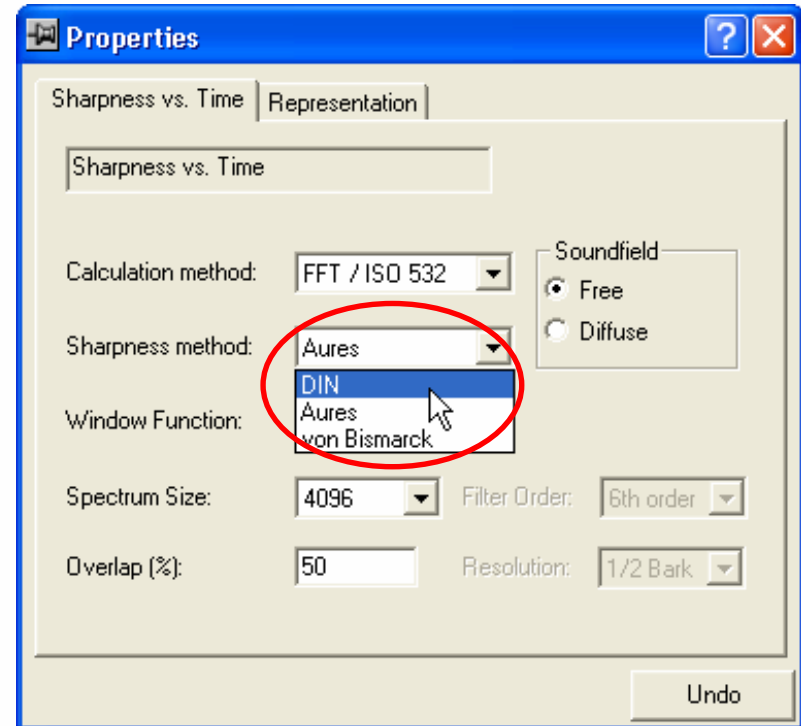 Properties
Sharpness vs. Time
Representation
Sharpness vs. Time
Calculation method:
FFT / ISO 532
Soundfield
Free
Diffuse
Sharpness method:
Aures
DIN
Aures
von Bismarck
Window Function:
Spectrum Size:
4096
Filter Order:
6th order
Overlap (%):
50
Resolution:
1/2 Bark
Undo